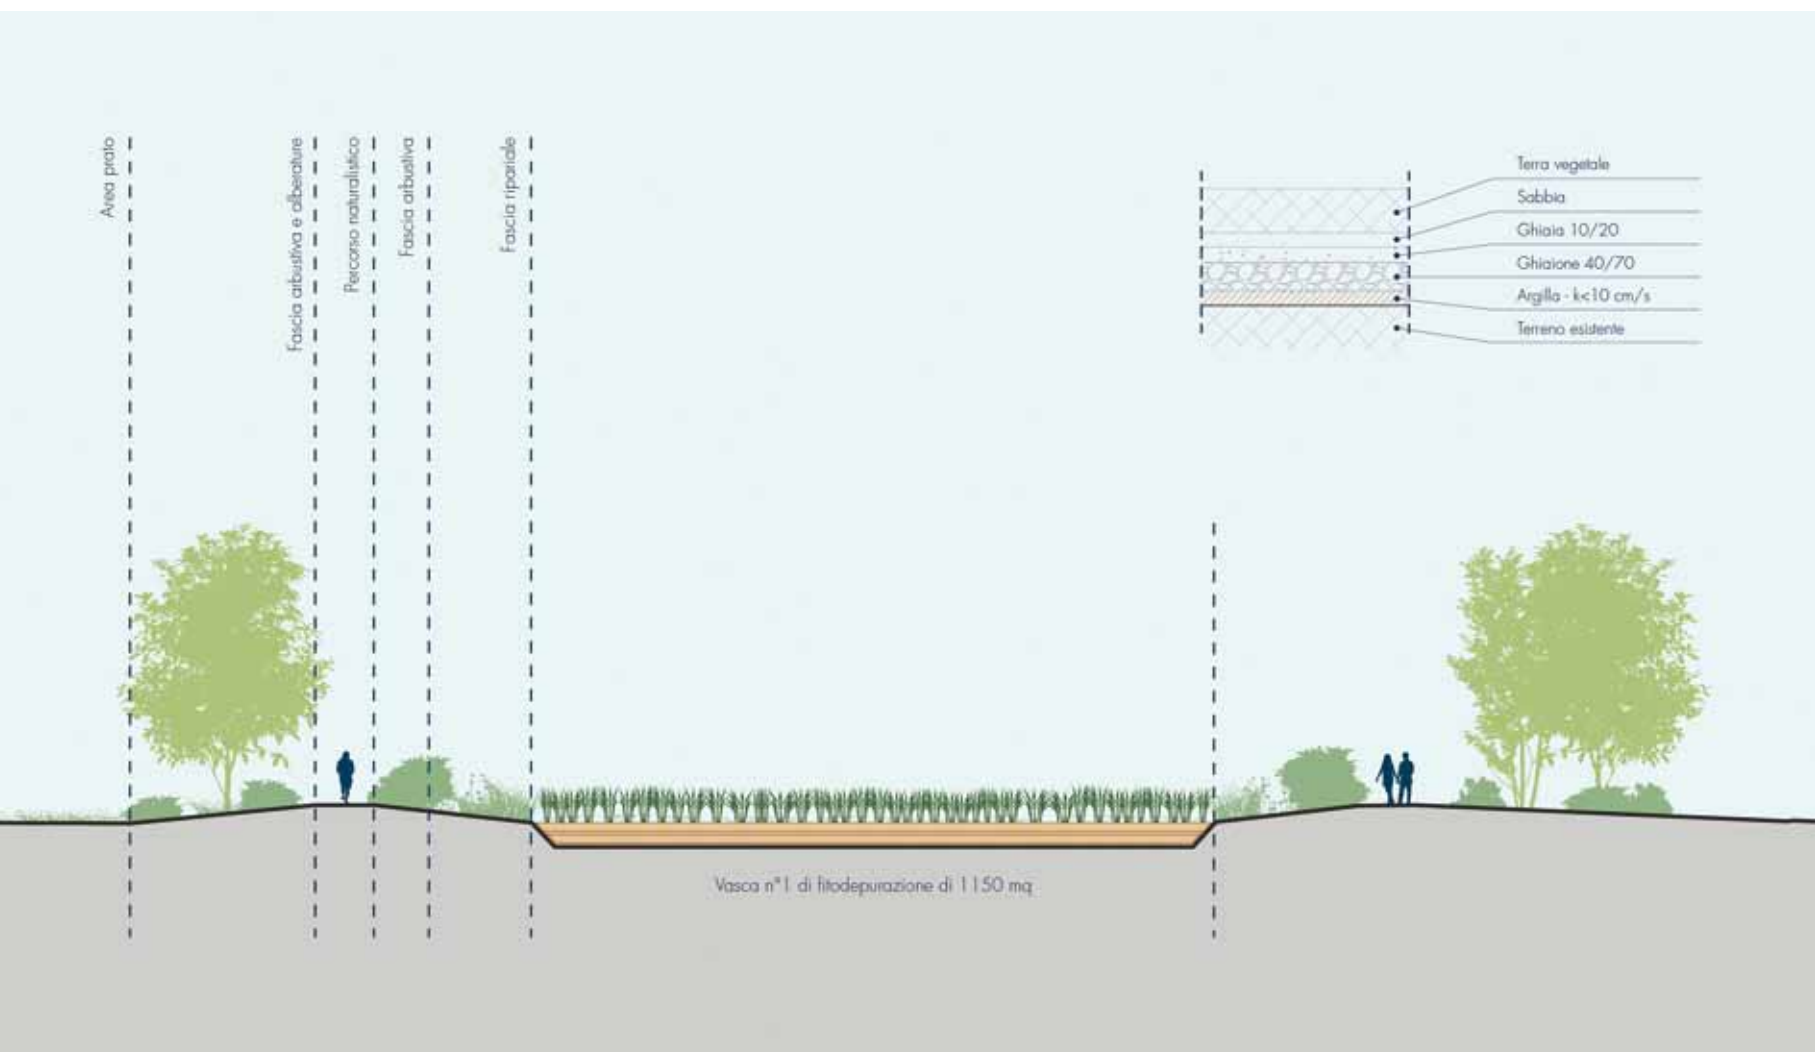 Area prato
Fascia arbustiva e alberature
Percorso naturalistico
Fascia arbustiva
Fascia ripariale
Terra vegetale
Sabbia
Ghiaia 10/20
Ghiaione 40/70
Argilla - k<10 cm/s
Terreno esistente
Vasca n°1 di fitodepurazione di 1150 mq